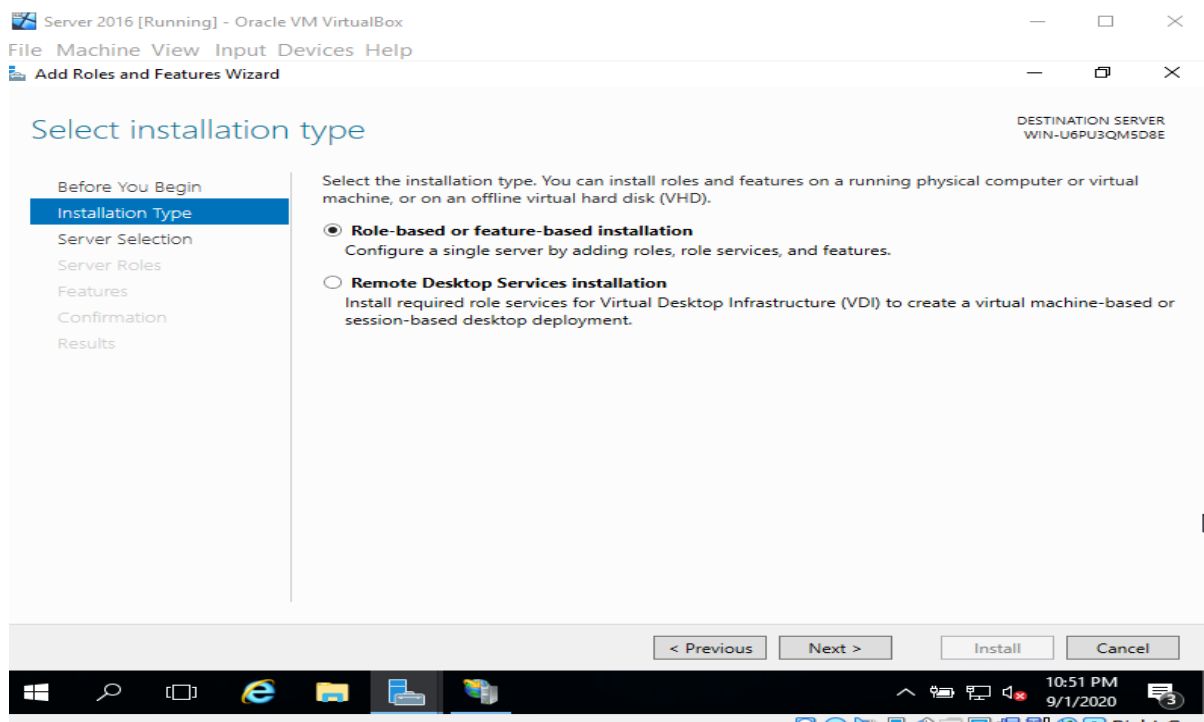 Server 2016 [Running] - Oracle VM VirtualBox
File Machine View Input Devices Help
Add Roles and Features Wizard
Select installation type
DESTINATION SERVER
WIN-U6PU3QM5D8E
Before You Begin
Installation Type
Server Selection
Server Roles
Features
Confirmation
Results
Select the installation type. You can install roles and features on a running physical computer or virtual
machine, or on an offline virtual hard disk (VHD).
Role-based or feature-based installation
Configure a single server by adding roles, role services, and features.
Remote Desktop Services installation
Install required role services for Virtual Desktop Infrastructure (VDI) to create a virtual machine-based or
session-based desktop deployment.
< Previous
Next >
Install
Cancel
10:51 PM
9/1/2020
3